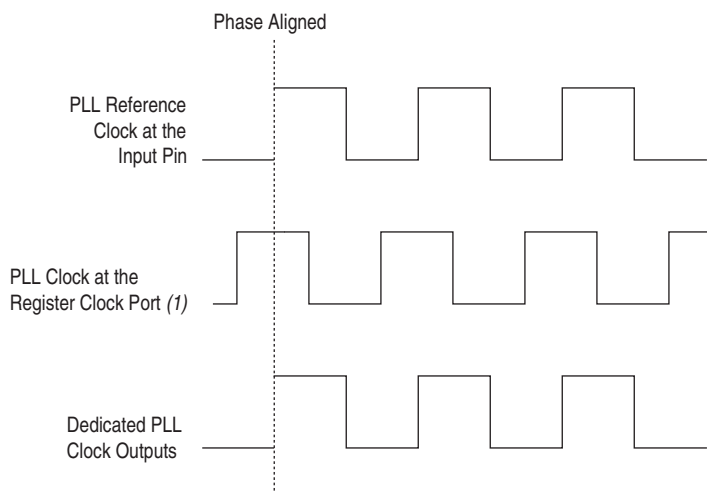 Phase Aligned
PLL Reference
Clock at the
Input Pin
PLL Clock at the
Register Clock Port (1)
Dedicated PLL
Clock Outputs